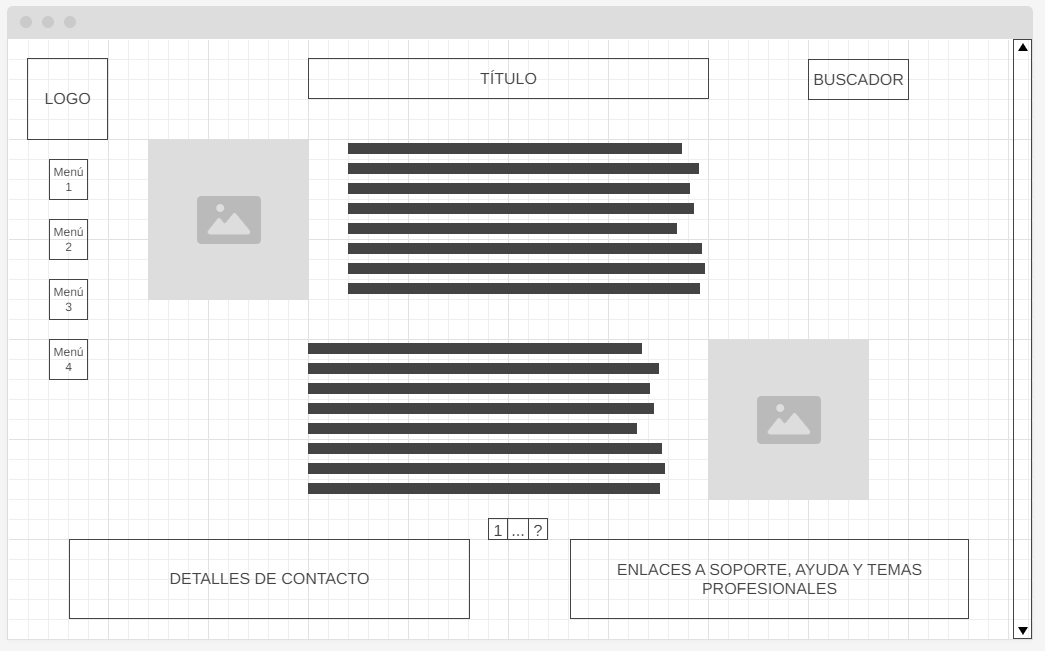 LOGO
TÍTULO
BUSCADOR
Menú
1
Menú
2
Menú
3
Menú
4
1 ... ?
DETALLES DE CONTACTO
ENLACES A SOPORTE, AYUDA Y TEMAS
PROFESIONALES